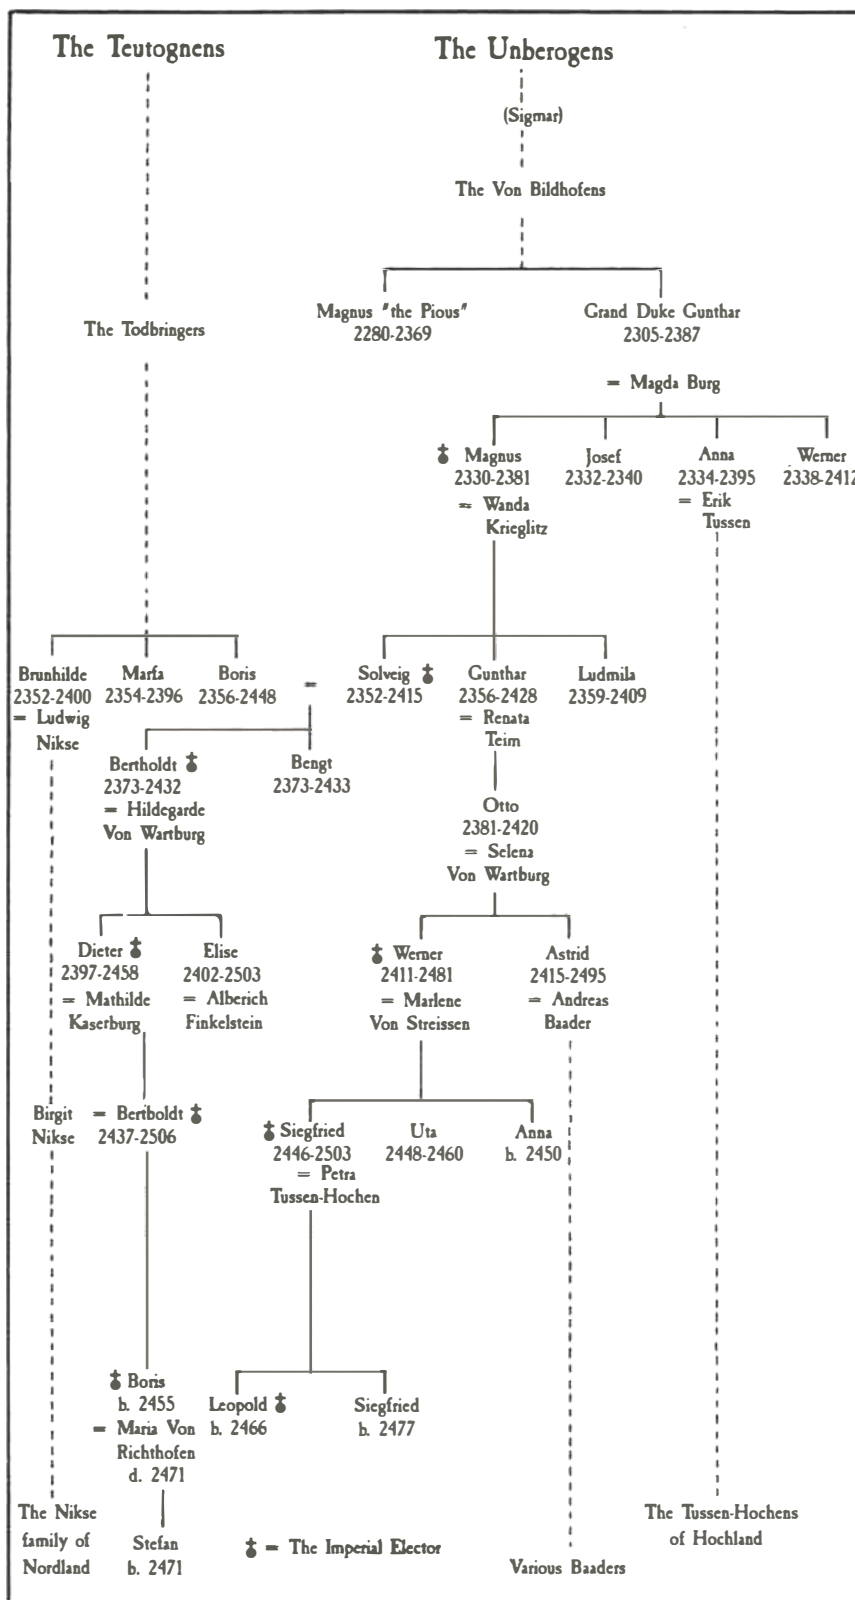 The Teutognens
The Unberogens
(Sigmar)
The Von Bildhofens
Magnus "the Pious"
2280-2369
Grand Duke Gunthar
2305-2387
The Todbringers
= Magda Burg
Magnus
2330-2381
= Wanda
Krieglitz
Josef
2332-2340
Anna
2334-2395
= Erik
Tussen
Werner
2338-2412
Brunhilde
2352-2400
= Ludwig
Nikse
Marfa
2354-2396
Boris
2356-2448
=
Solveig
2352-2415
Gunthar
2356-2428
= Renata
Teim
Ludmila
2359-2409
Bertholdt
2373-2432
= Hildegarde
Von Wartburg
Bengt
2373-2433
Otto
2381-2420
= Selena
Von Wartburg
Dieter
2397-2458
= Mathilde
Kaserburg
Elise
2402-2503
= Alberich
Finkelstein
Werner
2411-2481
= Marlene
Von Streissen
Astrid
2415-2495
= Andreas
Baader
Birgit
Nikse
= Bertboldt
2437-2506
Siegfried
2446-2503
= Petra
Tussen-Hochen
Uta
2448-2460
Anna
b. 2450
Boris
b. 2455
= Maria Von
Richthofen
d. 2471
Leopold
b. 2466
Siegfried
b. 2477
The Nikse
family of
Nordland
Stefan
b. 2471
= The Imperial Elector
Various Baaders
The Tussen-Hochens
of Hochland